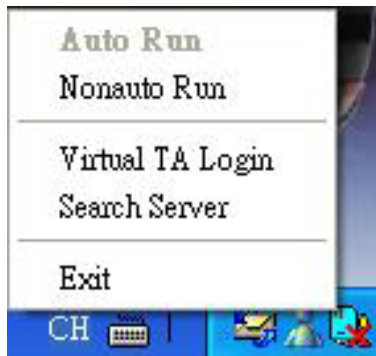 Auto Run
Nonauto Run
Virtual TA Login
Search Server
Exit
CH